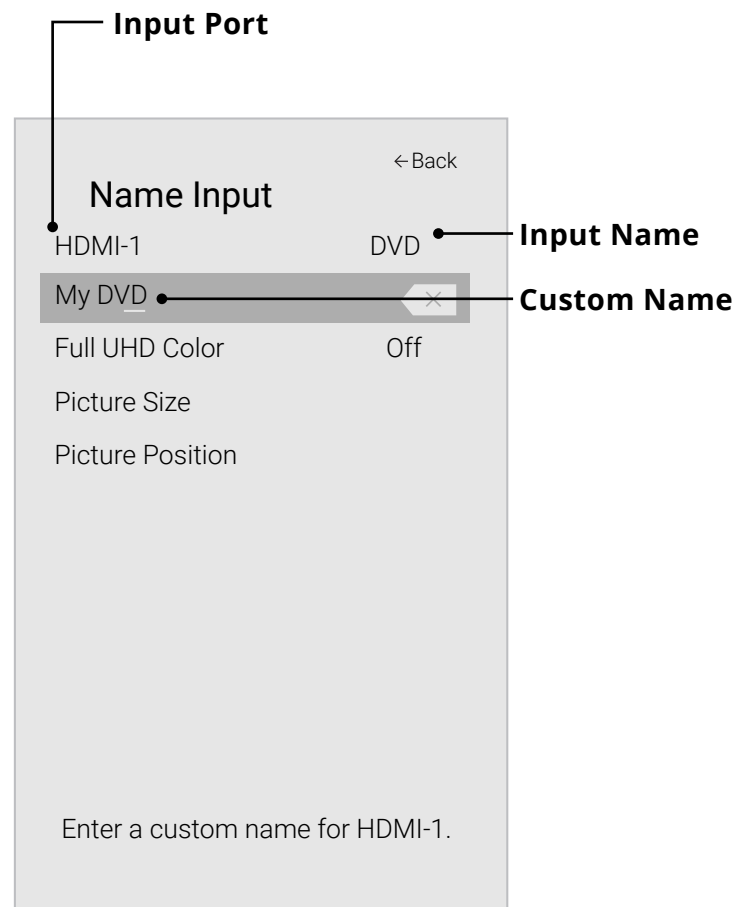 Input Port
←Back
Name Input
HDMI-1 DVD
Input Name
My DVD
Custom Name
Full UHD Color Off
Picture Size
Picture Position
Enter a custom name for HDMI-1.